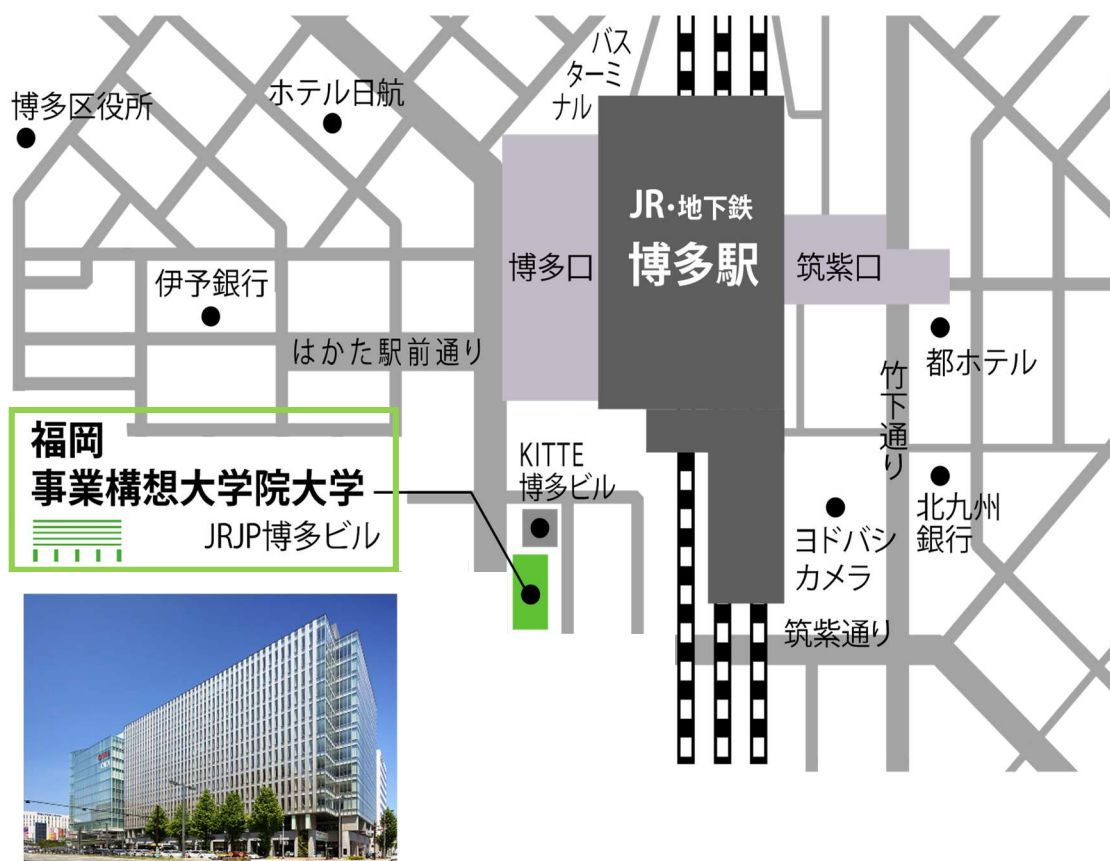 バス
ターミ
ナル
博多区役所
ホテル日航
JR・地下鉄
博多駅
博多口
筑紫口
伊予銀行
はかた駅前通り
都ホテル
竹下通り
福岡
事業構想大学院大学
JRJP博多ビル
KITTE
博多ビル
北九州
銀行
ヨドバシ
カメラ
筑紫通り